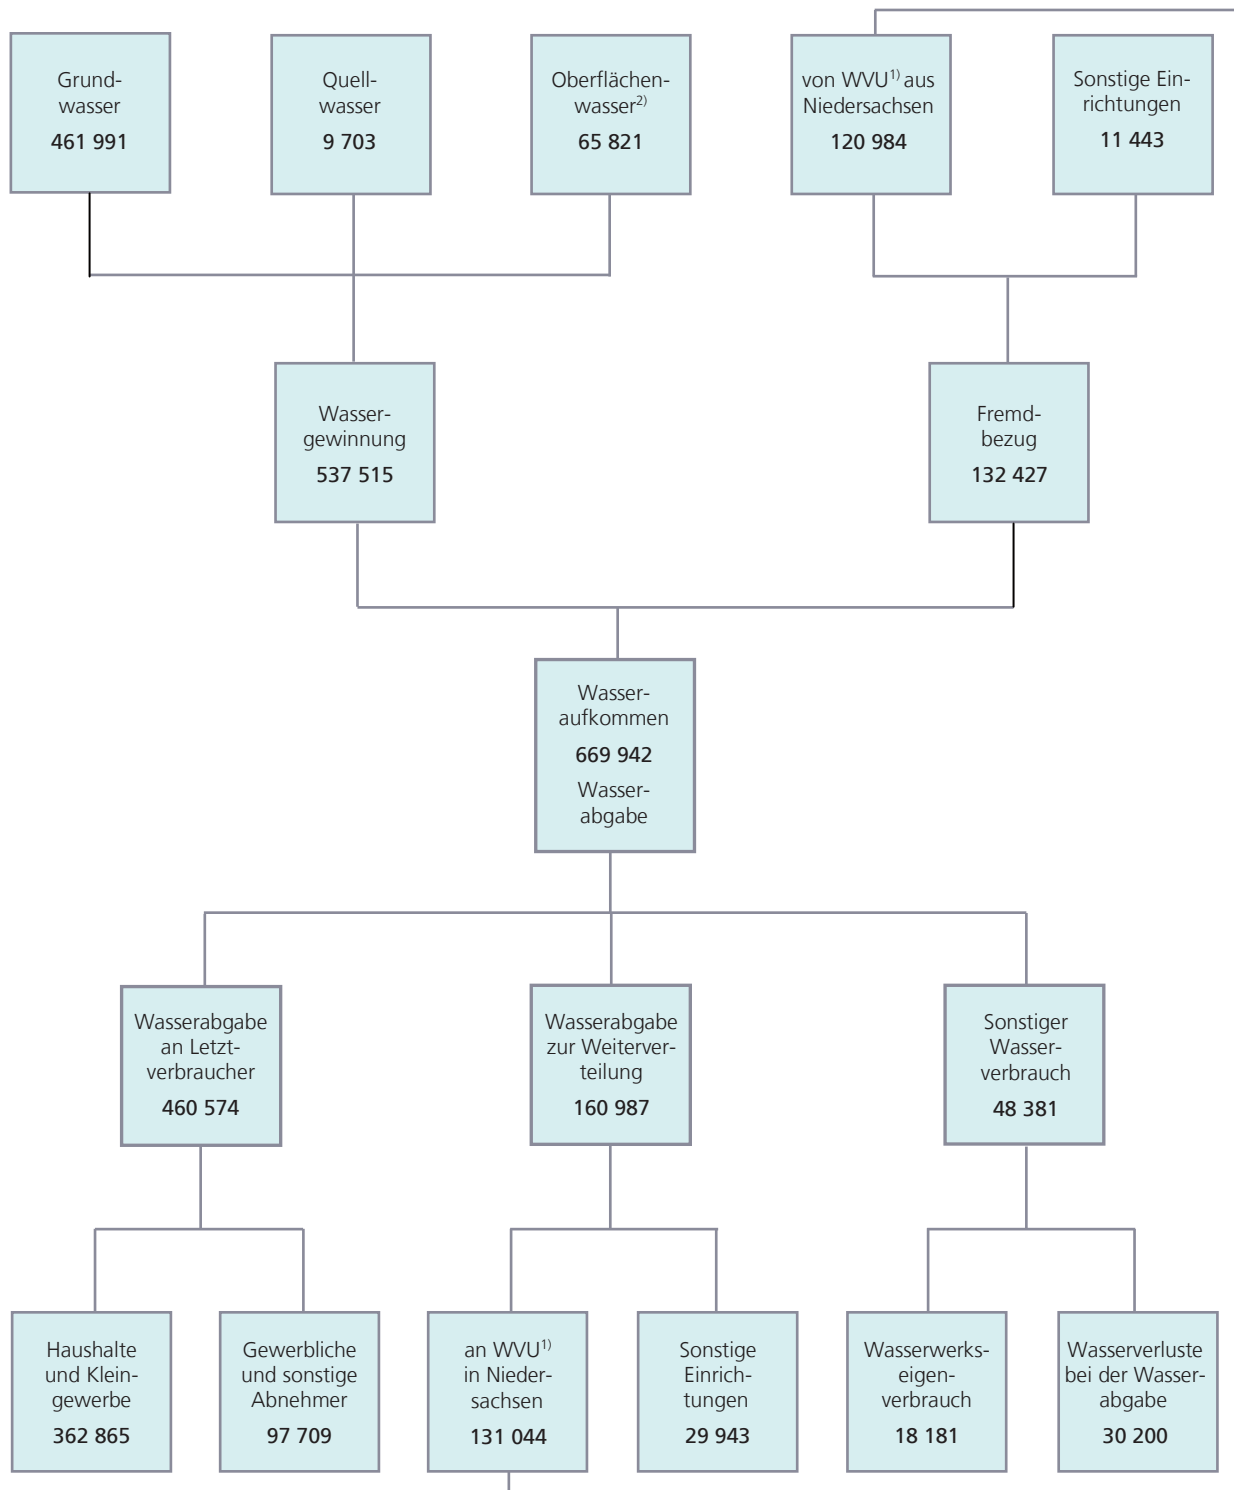 Grund-
wasser
461 991
Quell-
wasser
9 703
Oberflächen-
wasser²⁾
65 821
von WVU¹⁾ aus
Niedersachsen
120 984
Sonstige Ein-
richtungen
11 443
Wasser-
gewinnung
537 515
Fremd-
bezug
132 427
Wasser-
aufkommen
669 942
Wasser-
abgabe
Wasserabgabe
an Letzt-
verbraucher
460 574
Wasserabgabe
zur Weiterver-
teilung
160 987
Sonstiger
Wasser-
verbrauch
48 381
Haushalte
und Klein-
gewerbe
362 865
Gewerbliche
und sonstige
Abnehmer
97 709
an WVU¹⁾
in Nieder-
sachsen
131 044
Sonstige
Einrich-
tungen
29 943
Wasserwerks-
eigen-
verbrauch
18 181
Wasserverluste
bei der Wasser-
abgabe
30 200